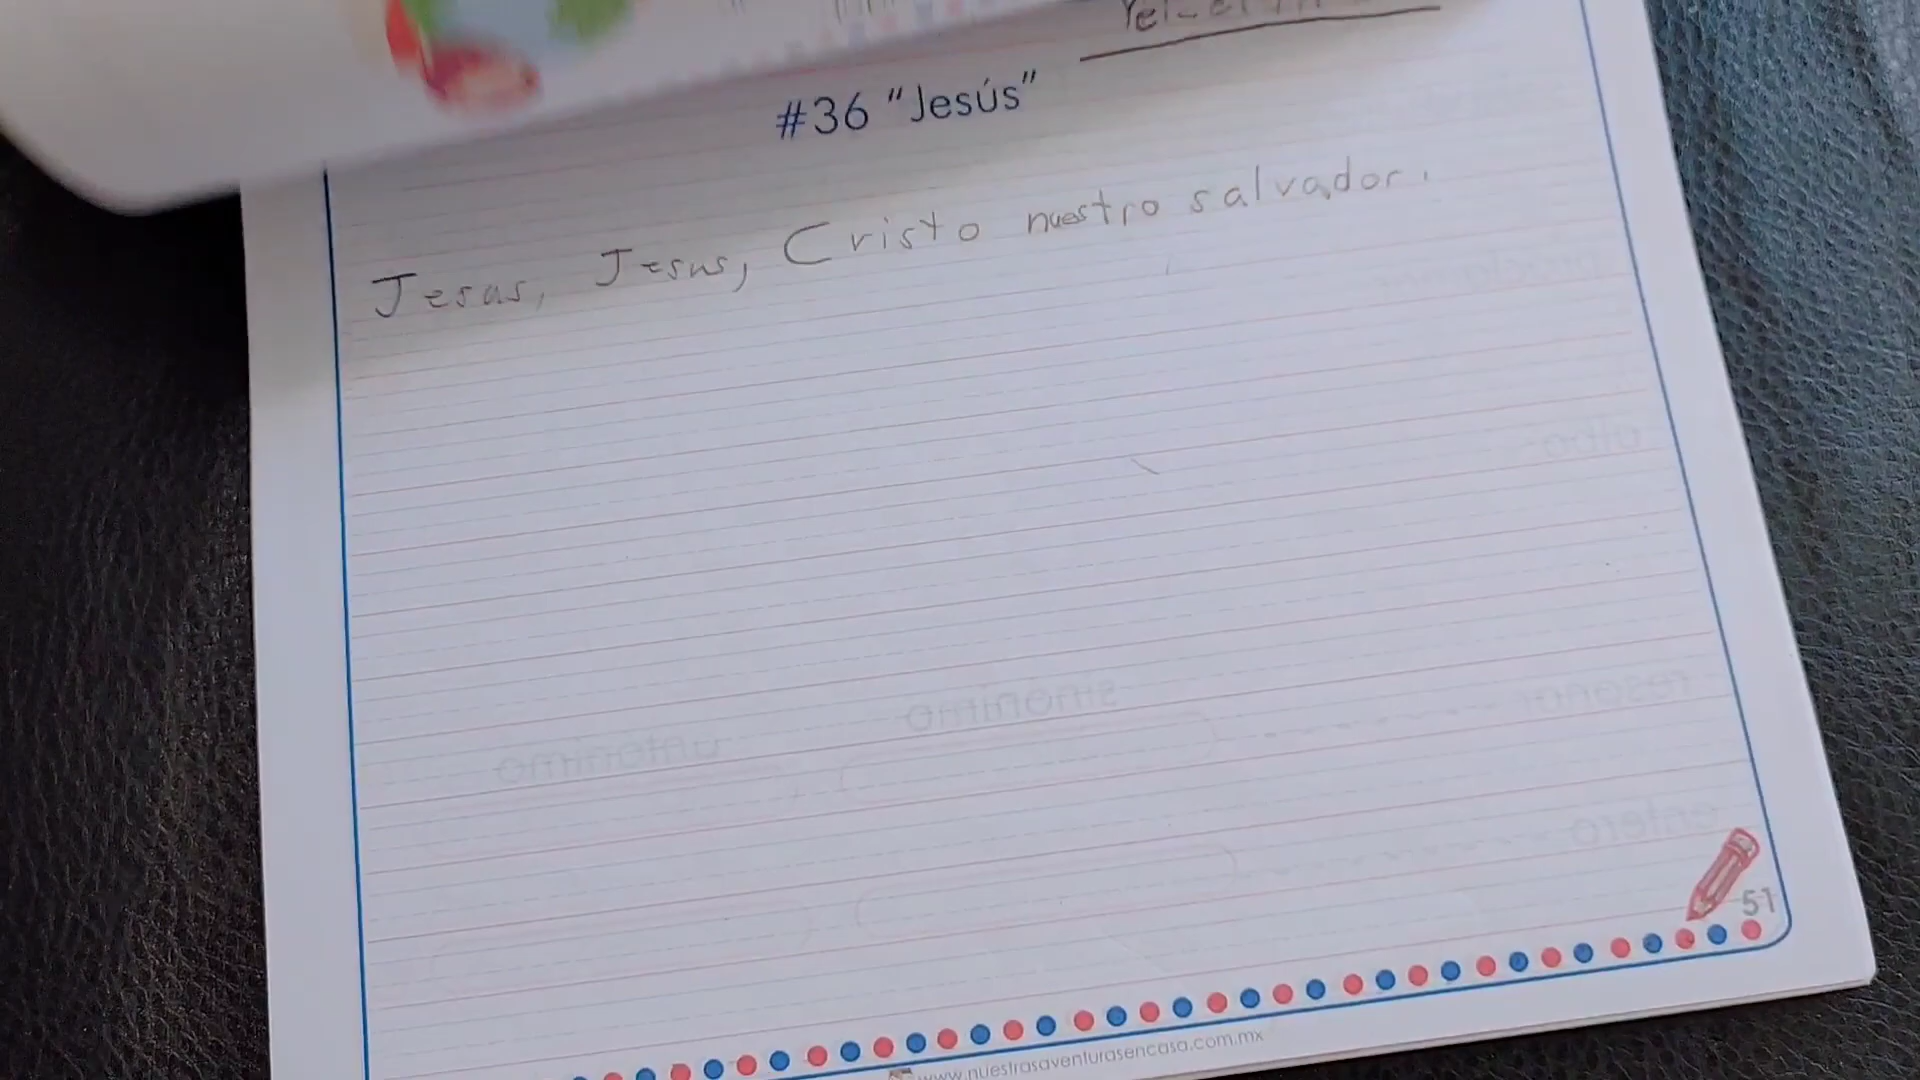 #36 "Jesús"
Jesus, Jesus, Cristo nuestro salvador.
51
www.nuestrasaventurasencasa.com.mx